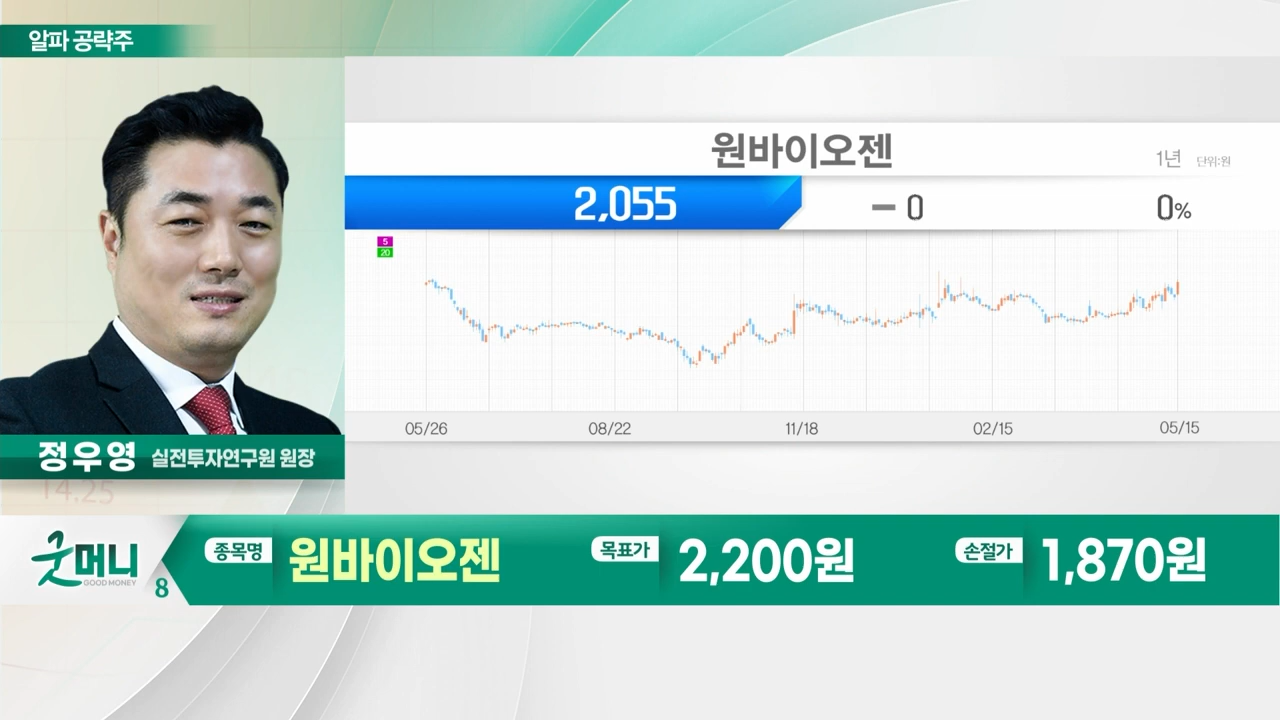 알파 공략주
원바이오젠
1년 단위:원
2,055 0 0%
5
20
05/26 08/22 11/18 02/15 05/15
정우영 실전투자연구원 원장
14.25
굿머니 GOOD MONEY 8
종목명 원바이오젠 목표가 2,200원 손절가 1,870원